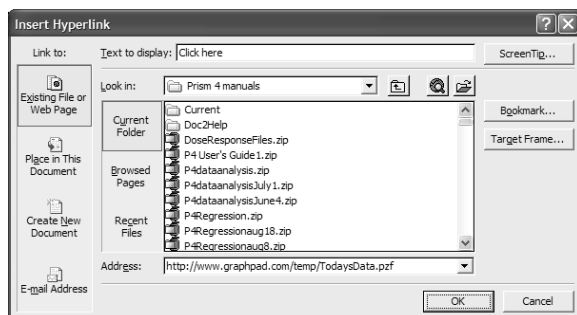 Insert Hyperlink
Link to:
Text to display: Click here
ScreenTip...
Existing File or
Web Page
Look in: Prism 4 manuals
Current
Folder
Current
Doc2Help
DoseResponseFiles.zip
P4 User's Guide1.zip
P4dataanalysis.zip
P4dataanalysisJuly1.zip
P4dataanalysisJune4.zip
P4Regression.zip
P4Regressionaug18.zip
P4Regressionaug8.zip
Bookmark...
Target Frame...
Place in This
Document
Browsed
Pages
Create New
Document
Recent
Files
E-mail Address
Address: http://www.graphpad.com/temp/TodaysData.pzf
OK
Cancel